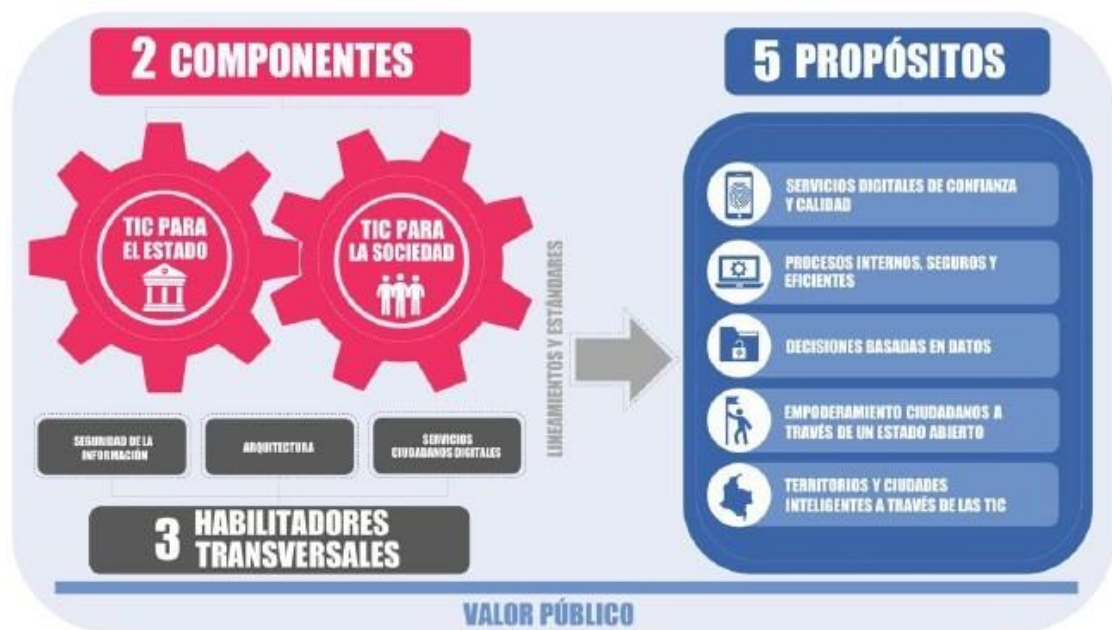 2 COMPONENTES
TIC PARA
EL ESTADO
TIC PARA
LA SOCIEDAD
SEGURIDAD DE LA
INFORMACIÓN
ARQUITECTURA
SERVICIOS
CIUDADANOS DIGITALES
3 HABILITADORES
TRANSVERSALES
LINEAMIENTOS Y ESTÁNDARES
5 PROPÓSITOS
SERVICIOS DIGITALES DE CONFIANZA
Y CALIDAD
PROCESOS INTERNOS, SEGUROS Y
EFICIENTES
DECISIONES BASADAS EN DATOS
EMPODERAMIENTO CIUDADANOS A
TRAVÉS DE UN ESTADO ABIERTO
TERRITORIOS Y CIUDADES
INTELIGENTES A TRAVÉS DE LAS TIC
VALOR PÚBLICO